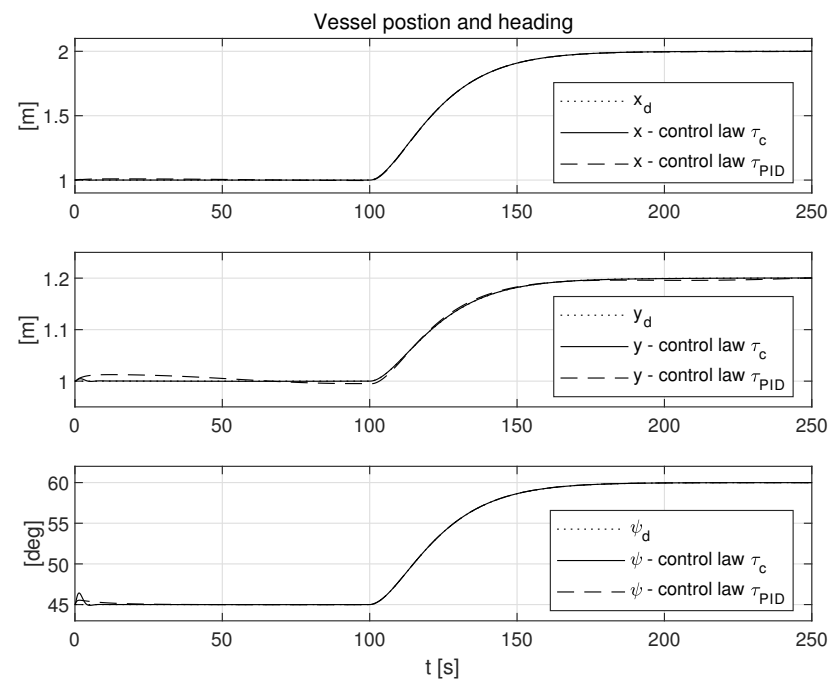 Vessel postion and heading
2
1.5
1
[m]
x_d
x - control law τ_c
x - control law τ_PID
0 50 100 150 200 250
1.2
1.1
1
[m]
y_d
y - control law τ_c
y - control law τ_PID
0 50 100 150 200 250
60
55
50
45
[deg]
ψ_d
ψ - control law τ_c
ψ - control law τ_PID
0 50 100 150 200 250
t [s]